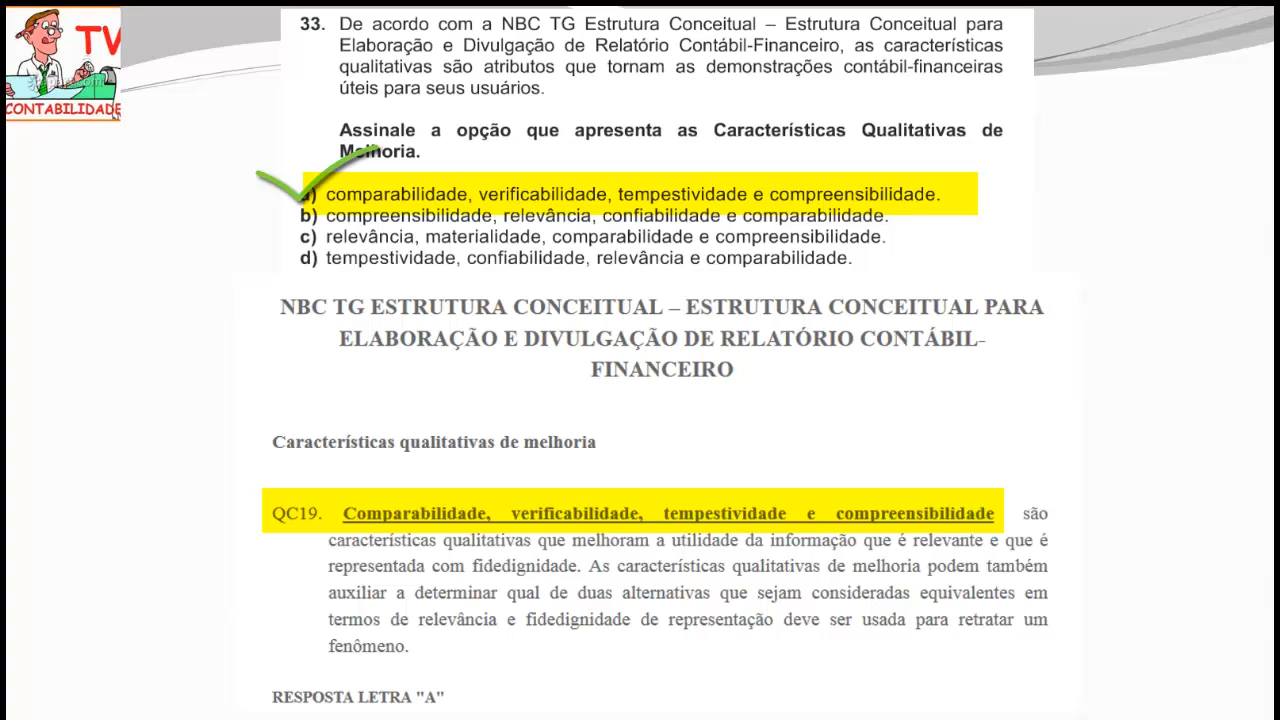 TV
CONTABILIDADE
33. De acordo com a NBC TG Estrutura Conceitual – Estrutura Conceitual para
Elaboração e Divulgação de Relatório Contábil-Financeiro, as características
qualitativas são atributos que tornam as demonstrações contábil-financeiras
úteis para seus usuários.
Assinale a opção que apresenta as Características Qualitativas de
Melhoria.
a) comparabilidade, verificabilidade, tempestividade e compreensibilidade.
b) compreensibilidade, relevância, confiabilidade e comparabilidade.
c) relevância, materialidade, comparabilidade e compreensibilidade.
d) tempestividade, confiabilidade, relevância e comparabilidade.
NBC TG ESTRUTURA CONCEITUAL – ESTRUTURA CONCEITUAL PARA
ELABORAÇÃO E DIVULGAÇÃO DE RELATÓRIO CONTÁBIL-
FINANCEIRO
Características qualitativas de melhoria
QC19. Comparabilidade, verificabilidade, tempestividade e compreensibilidade são
características qualitativas que melhoram a utilidade da informação que é relevante e que é
representada com fidedignidade. As características qualitativas de melhoria podem também
auxiliar a determinar qual de duas alternativas que sejam consideradas equivalentes em
termos de relevância e fidedignidade de representação deve ser usada para retratar um
fenômeno.
RESPOSTA LETRA "A"